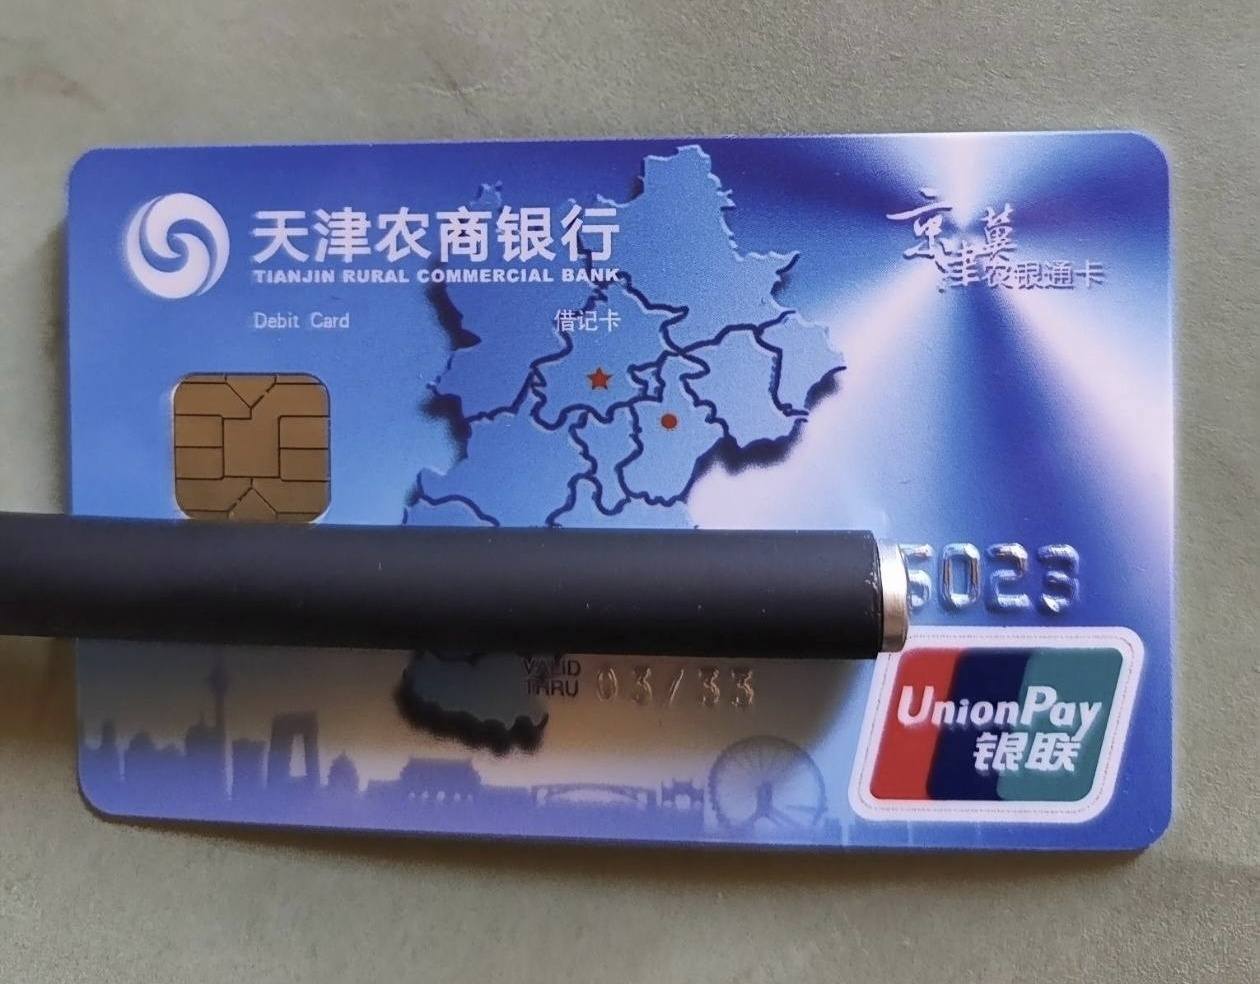 天津农商银行
TIANJIN RURAL COMMERCIAL BANK
Debit Card 借记卡
京津冀
农银通卡
5023
VALID
THRU 03/33
UnionPay
银联